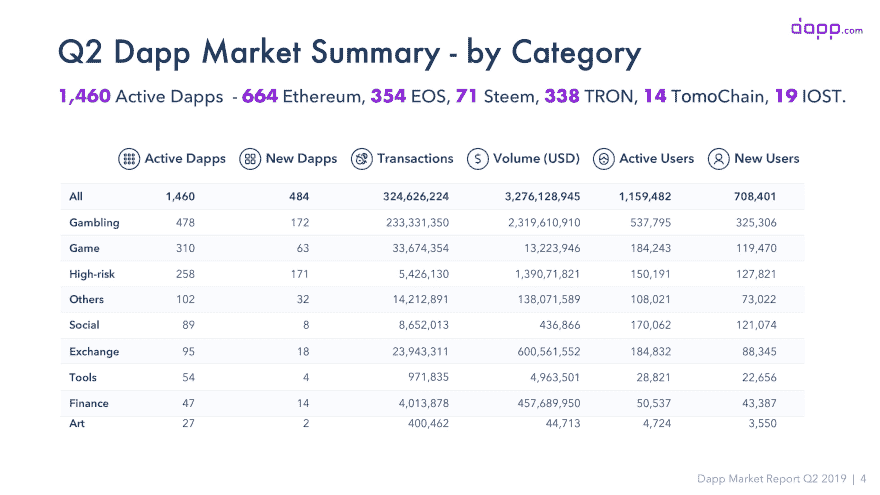 dapp.com
Q2 Dapp Market Summary - by Category
1,460 Active Dapps - 664 Ethereum, 354 EOS, 71 Steem, 338 TRON, 14 TomoChain, 19 IOST.
Active Dapps New Dapps Transactions Volume (USD) Active Users New Users
All 1,460 484 324,626,224 3,276,128,945 1,159,482 708,401
Gambling 478 172 233,331,350 2,319,610,910 537,795 325,306
Game 310 63 33,674,354 13,223,946 184,243 119,470
High-risk 258 171 5,426,130 1,390,71,821 150,191 127,821
Others 102 32 14,212,891 138,071,589 108,021 73,022
Social 89 8 8,652,013 436,866 170,062 121,074
Exchange 95 18 23,943,311 600,561,552 184,832 88,345
Tools 54 4 971,835 4,963,501 28,821 22,656
Finance 47 14 4,013,878 457,689,950 50,537 43,387
Art 27 2 400,462 44,713 4,724 3,550
Dapp Market Report Q2 2019 | 4